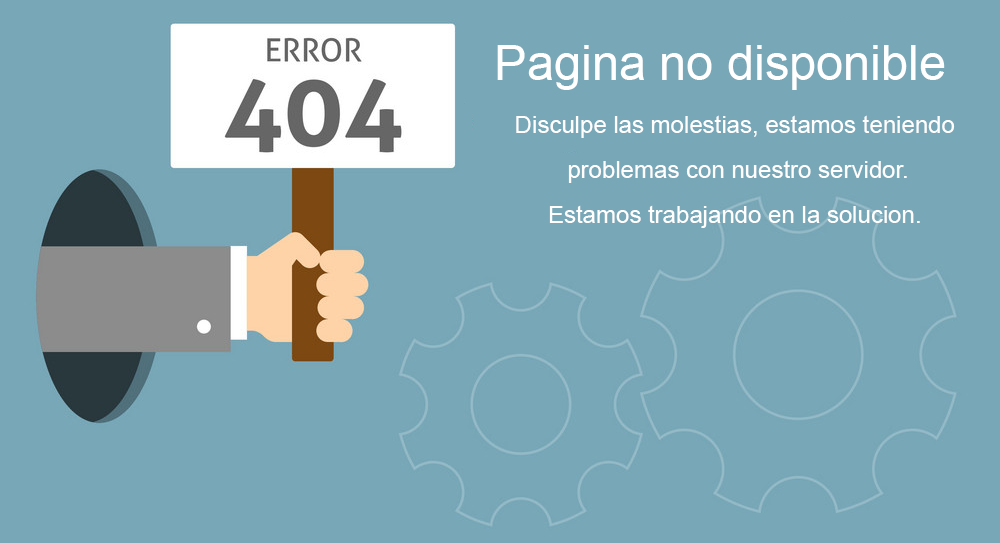 ERROR
404
Pagina no disponible
Disculpe las molestias, estamos teniendo
problemas con nuestro servidor.
Estamos trabajando en la solucion.